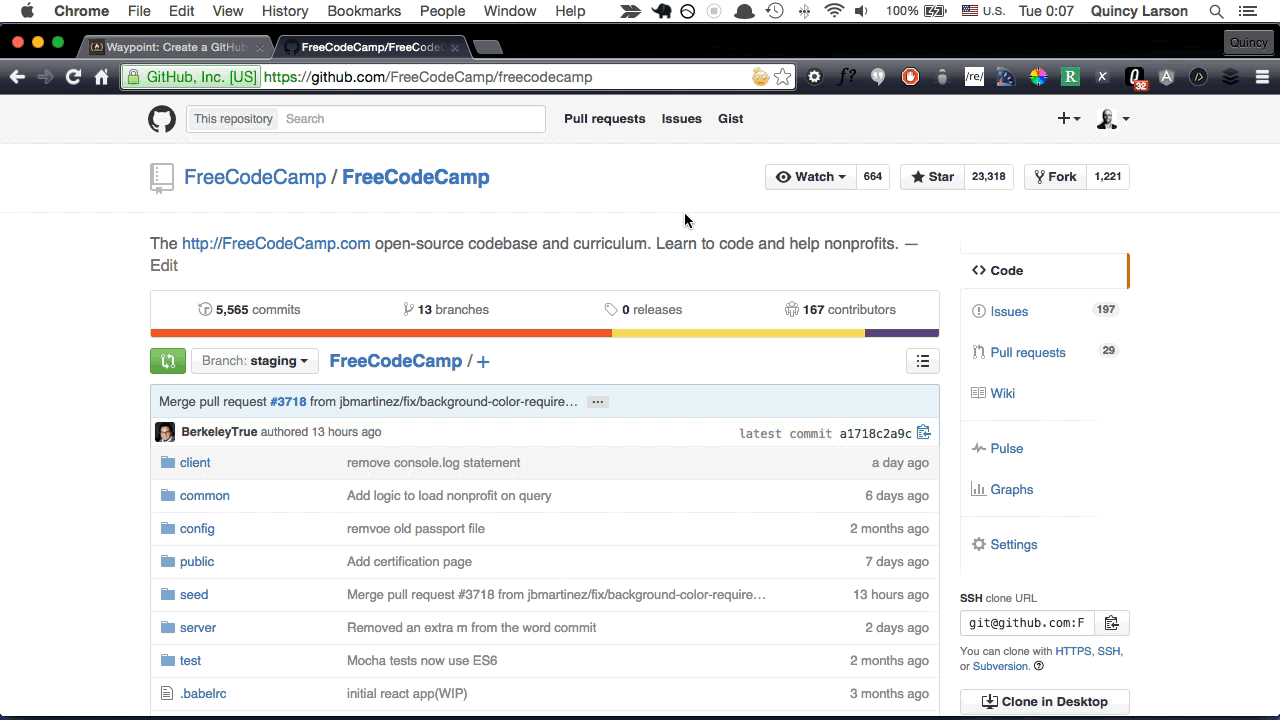 Chrome File Edit View History Bookmarks People Window Help 100% U.S. Tue 0:07 Quincy Larson
Waypoint: Create a GitHub FreeCodeCamp/FreeCodeC Quincy
GitHub, Inc. [US] https://github.com/FreeCodeCamp/freecodecamp f? /re/ R X 32
This repository Search Pull requests Issues Gist
FreeCodeCamp / FreeCodeCamp Watch 664 Star 23,318 Fork 1,221
The http://FreeCodeCamp.com open-source codebase and curriculum. Learn to code and help nonprofits. —
Edit
5,565 commits 13 branches 0 releases 167 contributors
Branch: staging FreeCodeCamp / +
Merge pull request #3718 from jbmartinez/fix/background-color-require… …
BerkeleyTrue authored 13 hours ago latest commit a1718c2a9c
client remove console.log statement a day ago
common Add logic to load nonprofit on query 6 days ago
config remvoe old passport file 2 months ago
public Add certification page 7 days ago
seed Merge pull request #3718 from jbmartinez/fix/background-color-require… 13 hours ago
server Removed an extra m from the word commit 2 days ago
test Mocha tests now use ES6 2 months ago
.babelrc initial react app(WIP) 3 months ago
Code
Issues 197
Pull requests 29
Wiki
Pulse
Graphs
Settings
SSH clone URL
git@github.com:F
You can clone with HTTPS, SSH,
or Subversion.
Clone in Desktop